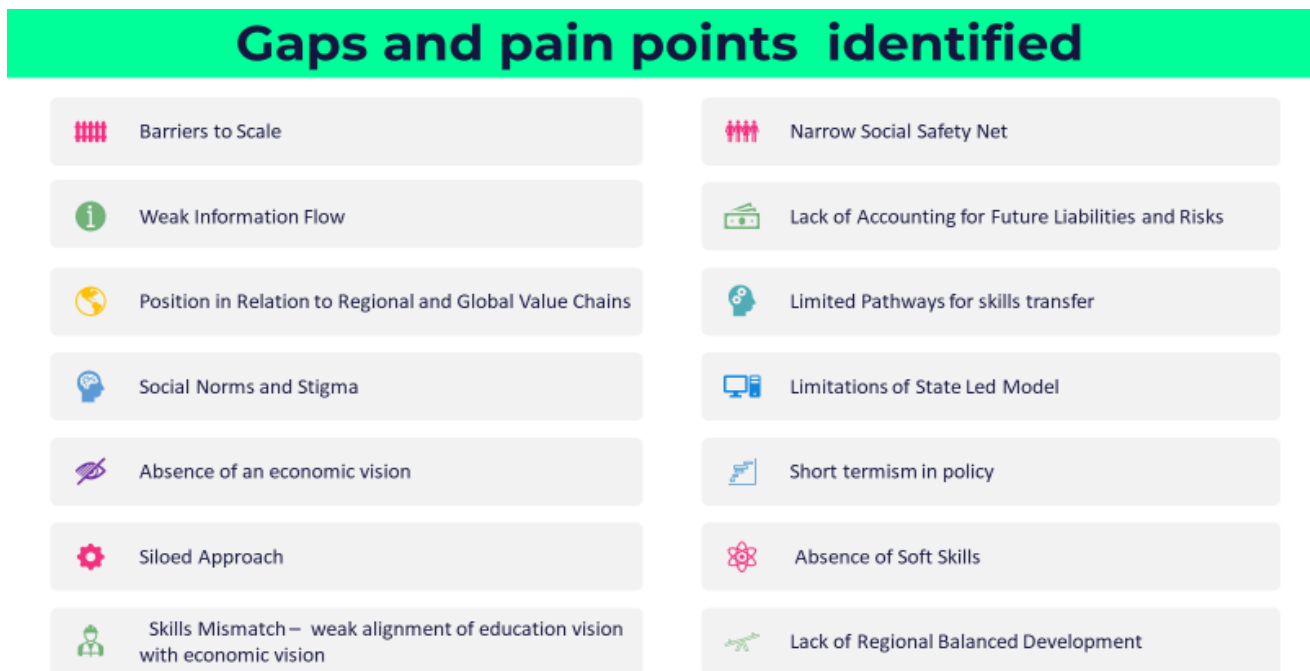 Gaps and pain points identified
Barriers to Scale
Weak Information Flow
Position in Relation to Regional and Global Value Chains
Social Norms and Stigma
Absence of an economic vision
Siloed Approach
Skills Mismatch – weak alignment of education vision
with economic vision
Narrow Social Safety Net
Lack of Accounting for Future Liabilities and Risks
Limited Pathways for skills transfer
Limitations of State Led Model
Short termism in policy
Absence of Soft Skills
Lack of Regional Balanced Development